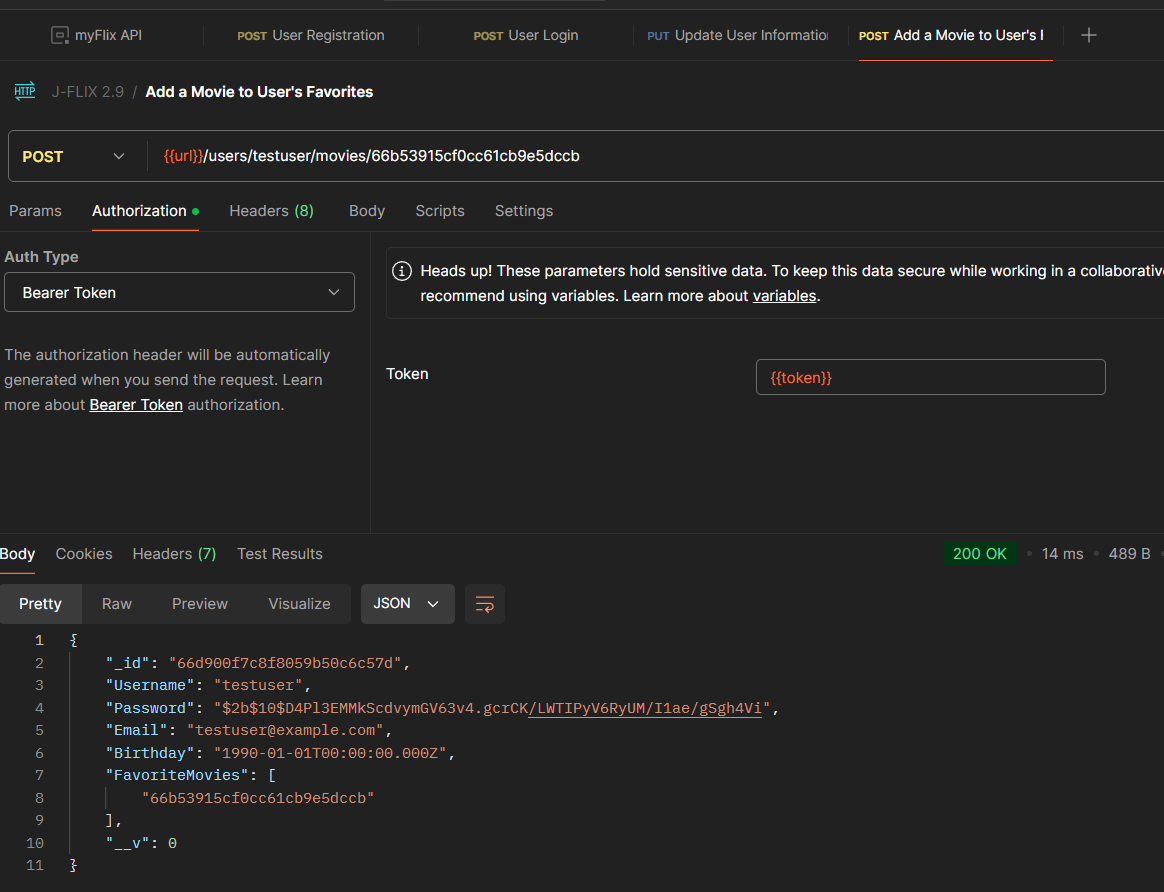 myFlix API POST User Registration POST User Login PUT Update User Informatio POST Add a Movie to User's
HTTP J-FLIX 2.9 / Add a Movie to User's Favorites
POST {{url}}/users/testuser/movies/66b53915cf0cc61cb9e5dccb
Params Authorization Headers (8) Body Scripts Settings
Auth Type
Bearer Token
The authorization header will be automatically
generated when you send the request. Learn
more about Bearer Token authorization.
Heads up! These parameters hold sensitive data. To keep this data secure while working in a collaborative
recommend using variables. Learn more about variables.
Token {{token}}
Body Cookies Headers (7) Test Results 200 OK • 14 ms • 489 B
Pretty Raw Preview Visualize JSON
1 {
2 "_id": "66d900f7c8f8059b50c6c57d",
3 "Username": "testuser",
4 "Password": "$2b$10$D4Pl3EMMkScdvymGV63v4.gcrCK/LWTIPyV6RyUM/I1ae/gSgh4Vi",
5 "Email": "testuser@example.com",
6 "Birthday": "1990-01-01T00:00:00.000Z",
7 "FavoriteMovies": [
8 "66b53915cf0cc61cb9e5dccb"
9 ],
10 "__v": 0
11 }